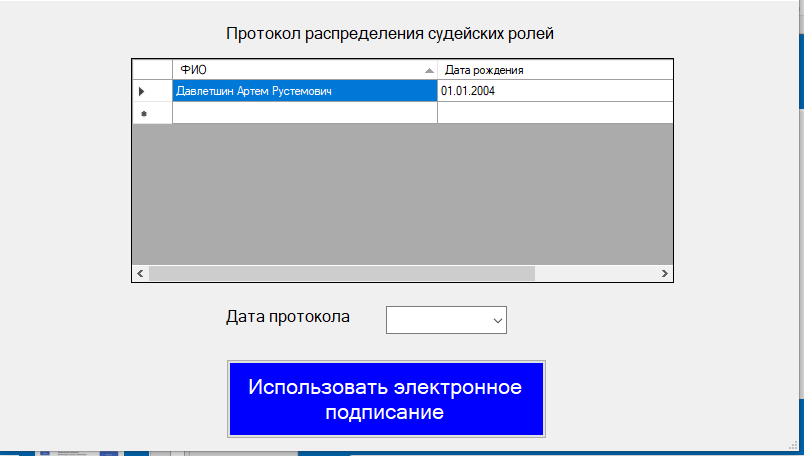 Протокол распределения судейских ролей
ФИО Дата рождения
Давлетшин Артем Рустемович 01.01.2004
Дата протокола
Использовать электронное
подписание